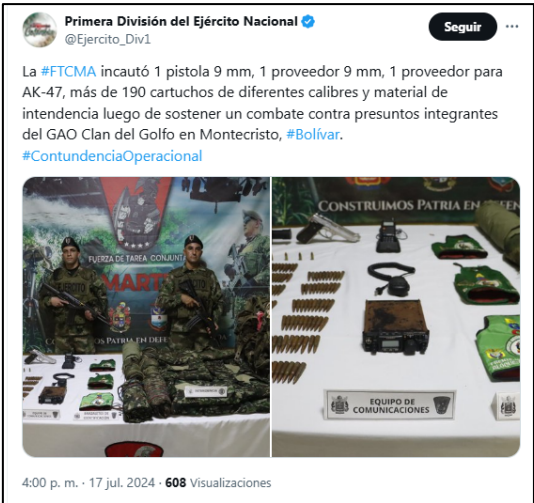 Primera División del Ejército Nacional
@Ejercito_Div1
Seguir
La #FTCMA incautó 1 pistola 9 mm, 1 proveedor 9 mm, 1 proveedor para
AK-47, más de 190 cartuchos de diferentes calibres y material de
intendencia luego de sostener un combate contra presuntos integrantes
del GAO Clan del Golfo en Montecristo, #Bolívar.
#ContundenciaOperacional
FUERZA DE TAREA CONJUNTA
MARTE
PATRIA EN DEFE
CONSTRUIMOS PATRIA EN
EQUIPO DE
COMUNICACIONES
4:00 p. m. · 17 jul. 2024 · 608 Visualizaciones